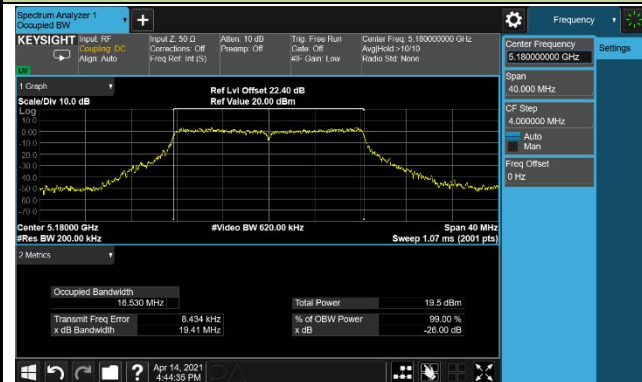 Spectrum Analyzer 1
Occupied BW
+
Frequency
KEYSIGHT
Input: RF
Coupling: DC
Align: Auto
Input Z: 50 Ω
Corrections: Off
Freq Ref: Int (S)
Atten: 10 dB
Preamp: Off
Trig: Free Run
Gate: Off
#IF Gain: Low
Center Freq: 5.180000000 GHz
Avg|Hold:>10/10
Radio Std: None
Center Frequency
5.180000000 GHz
Settings
Span
40.000 MHz
CF Step
4.000000 MHz
Auto
Man
Freq Offset
0 Hz
1 Graph
Scale/Div 10.0 dB
Ref Lvl Offset 22.40 dB
Ref Value 20.00 dBm
Log
10.0
0.00
-10.0
-20.0
-30.0
-40.0
-50.0
-60.0
-70.0
Center 5.18000 GHz
#Res BW 200.00 kHz
#Video BW 620.00 kHz
Span 40 MHz
Sweep 1.07 ms (2001 pts)
2 Metrics
Occupied Bandwidth
16.530 MHz
Total Power 19.5 dBm
Transmit Freq Error 8.434 kHz
% of OBW Power 99.00 %
x dB Bandwidth 19.41 MHz
x dB -26.00 dB
?
Apr 14, 2021
4:44:35 PM